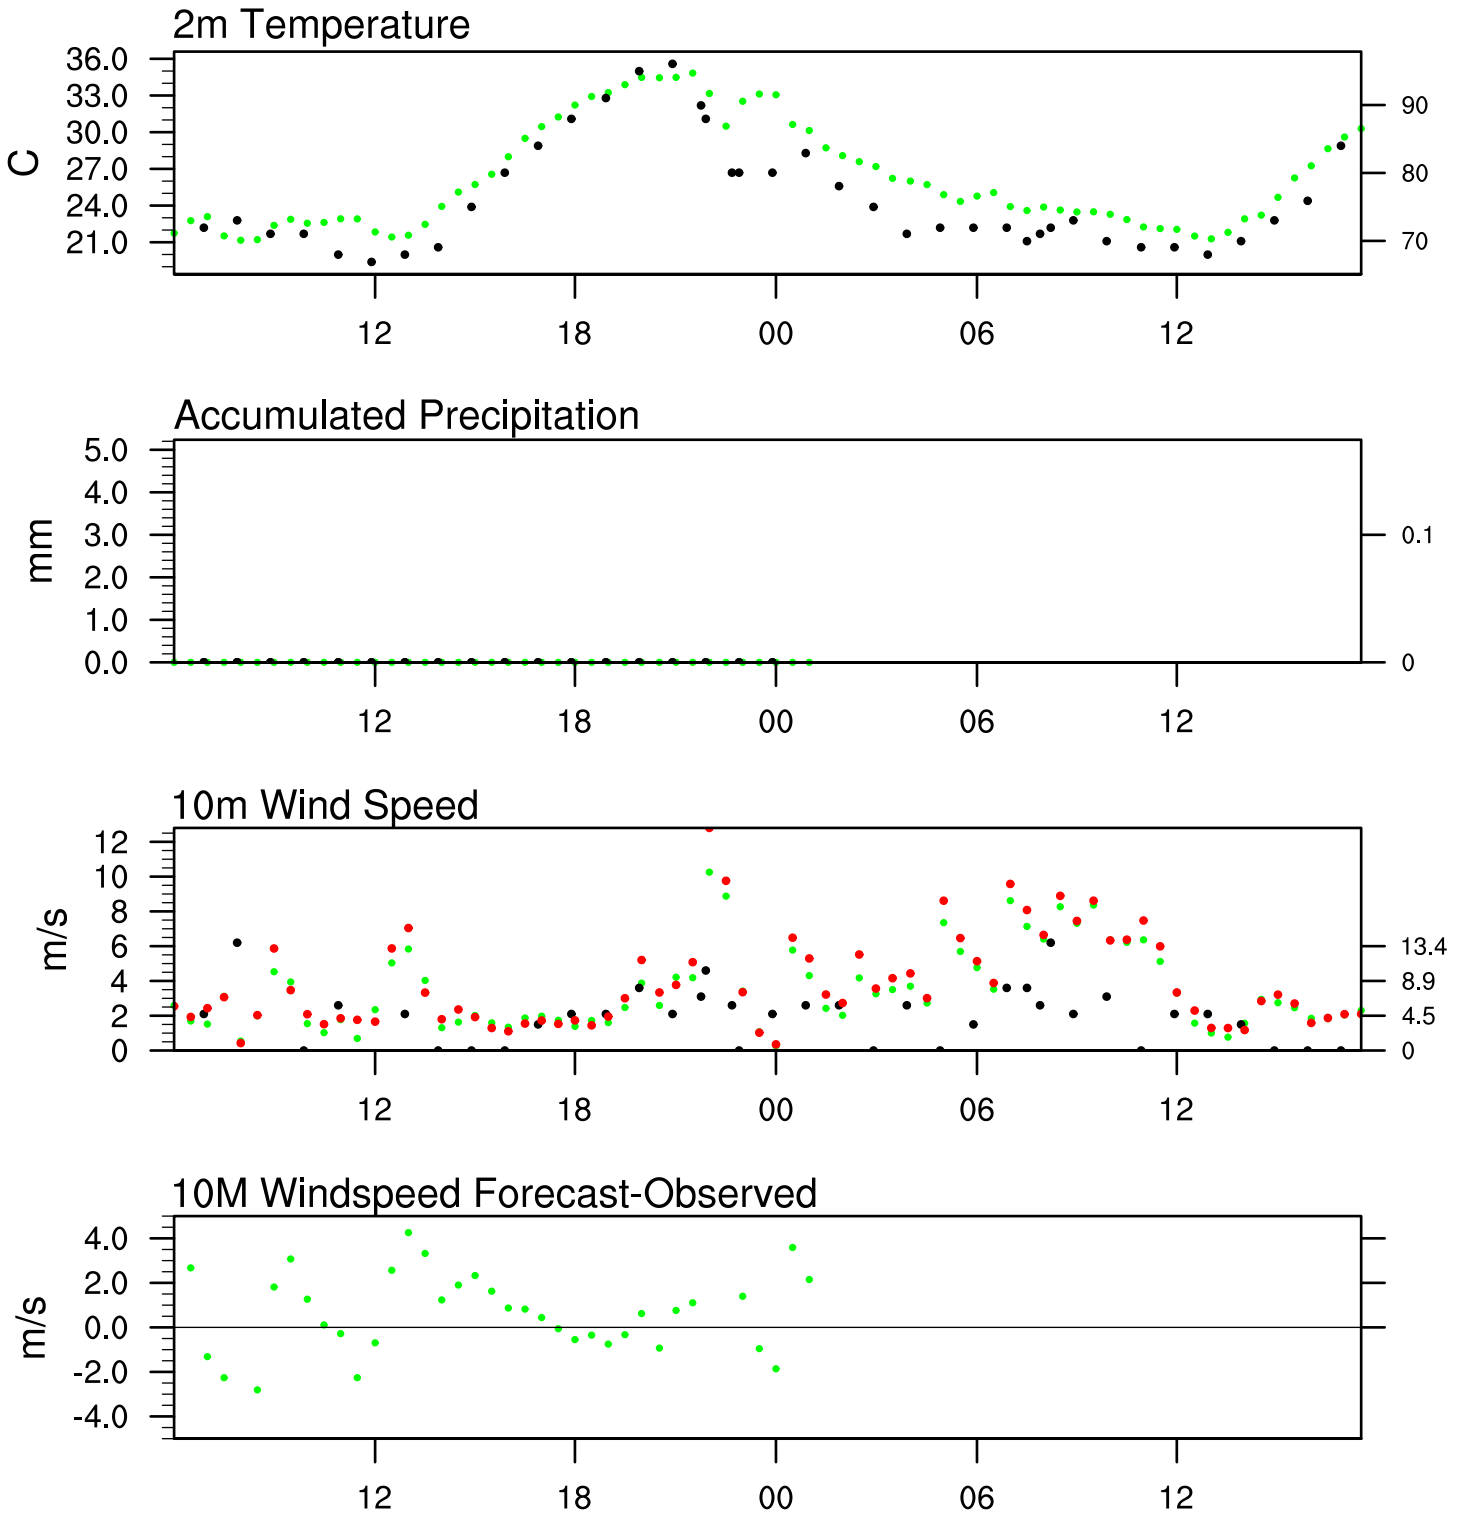 2m Temperature
36.0
33.0
30.0
27.0
24.0
21.0
C
90
80
70
12 18 00 06 12
Accumulated Precipitation
5.0
4.0
3.0
2.0
1.0
0.0
mm
0.1
0
12 18 00 06 12
10m Wind Speed
12
10
8
6
4
2
0
m/s
13.4
8.9
4.5
0
12 18 00 06 12
10M Windspeed Forecast-Observed
4.0
2.0
0.0
-2.0
-4.0
m/s
12 18 00 06 12